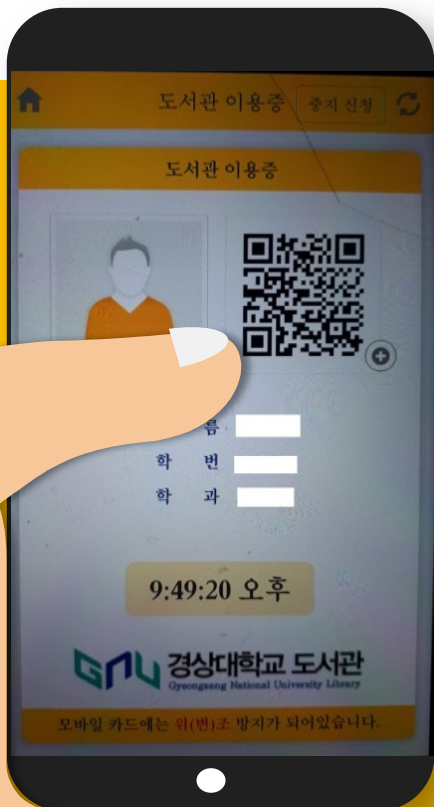 도서관 이용증 중지 신청
도서관 이용증
름
학 번
학 과
9:49:20 오후
GNU 경상대학교 도서관
Gyeongsang National University Library
모바일 카드에는 위(변)조 방지가 되어있습니다.